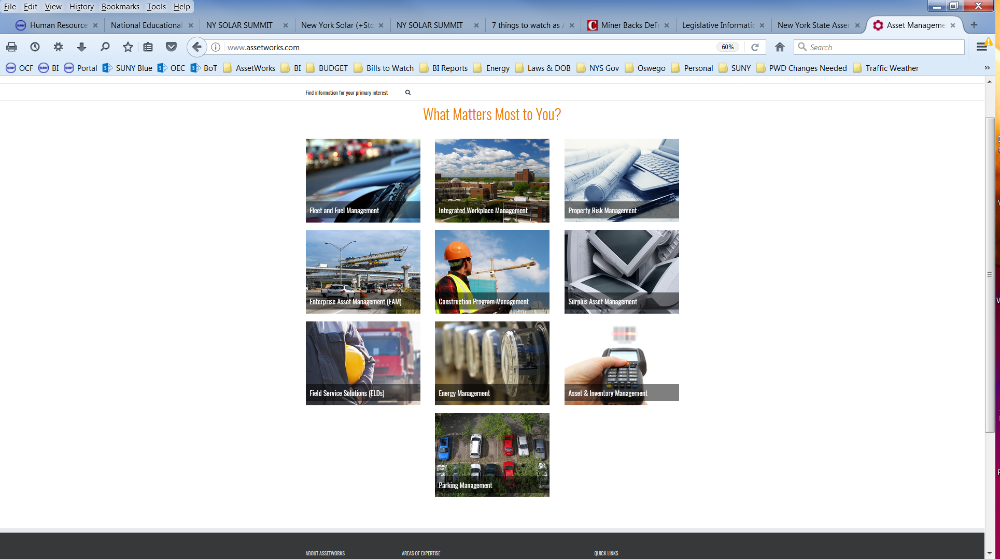 File Edit View History Bookmarks Tools Help
Human Resource National Educational NY SOLAR SUMMIT New York Solar (+Sto NY SOLAR SUMMIT 7 things to watch as Miner Backs DeF Legislative Informatio New York State Asser Asset Manageme
www.assetworks.com 60% Search
OCF BI Portal SUNY Blue OEC BoT AssetWorks BI BUDGET Bills to Watch BI Reports Energy Laws & DOB NYS Gov Oswego Personal SUNY PWD Changes Needed Traffic Weather
Find information for your primary interest
What Matters Most to You?
Fleet and Fuel Management Integrated Workplace Management Property Risk Management
Enterprise Asset Management (EAM) Construction Program Management Surplus Asset Management
Field Service Solutions (ELDs) Energy Management Asset & Inventory Management
Parking Management
ABOUT ASSETWORKS AREAS OF EXPERTISE QUICK LINKS